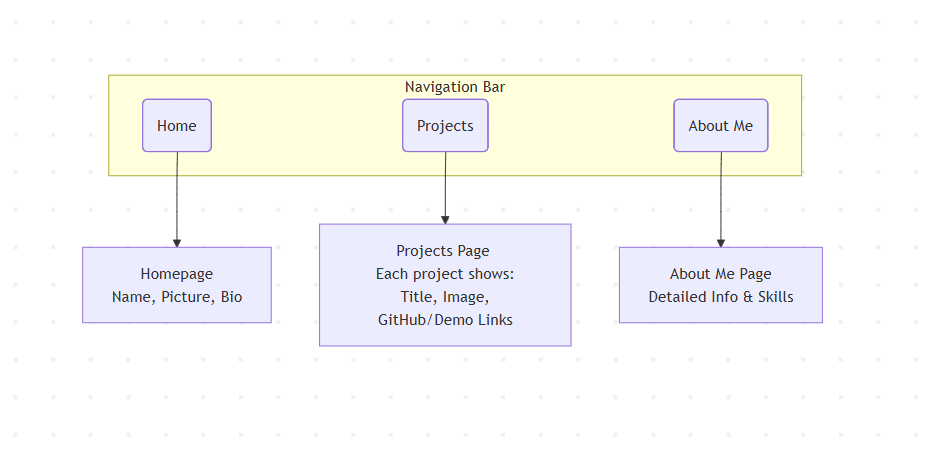 Navigation Bar
Home
Projects
About Me
Homepage
Name, Picture, Bio
Projects Page
Each project shows:
Title, Image,
GitHub/Demo Links
About Me Page
Detailed Info & Skills